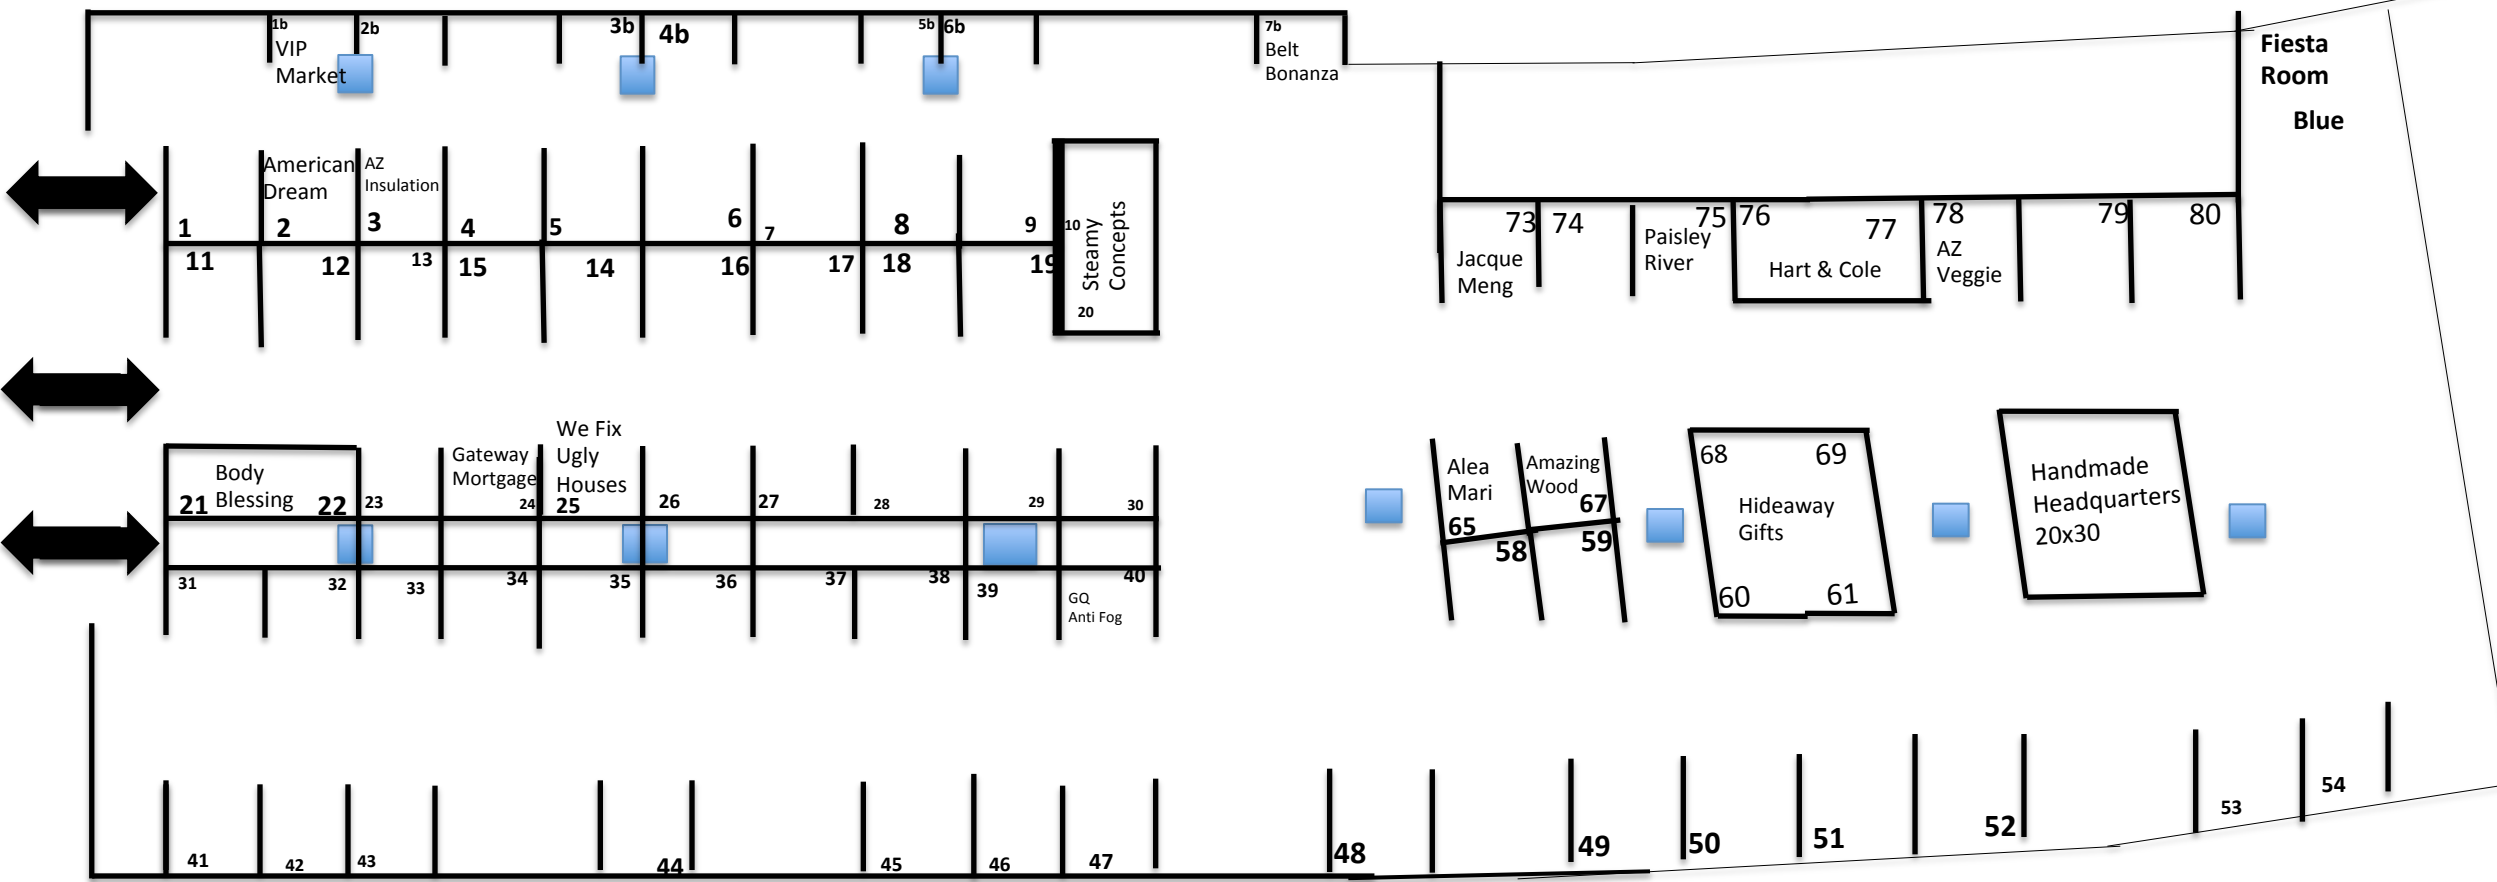 1b
VIP
Market
2b
3b
4b
5b
6b
7b
Belt
Bonanza
Fiesta
Room
Blue
American
Dream
AZ
Insulation
1
2
3
4
5
6
7
8
9
10
Steamy
Concepts
20
11
12
13
15
14
16
17
18
19
73
Jacque
Meng
74
75
Paisley
River
76
77
Hart & Cole
78
AZ
Veggie
79
80
Body
Blessing
21
22
23
Gateway
Mortgage
24
We Fix
Ugly
Houses
25
26
27
28
29
30
31
32
33
34
35
36
37
38
39
40
GQ
Anti Fog
Alea
Mari
65
Amazing
Wood
67
58
59
68
69
Hideaway
Gifts
60
61
Handmade
Headquarters
20x30
41
42
43
44
45
46
47
48
49
50
51
52
53
54